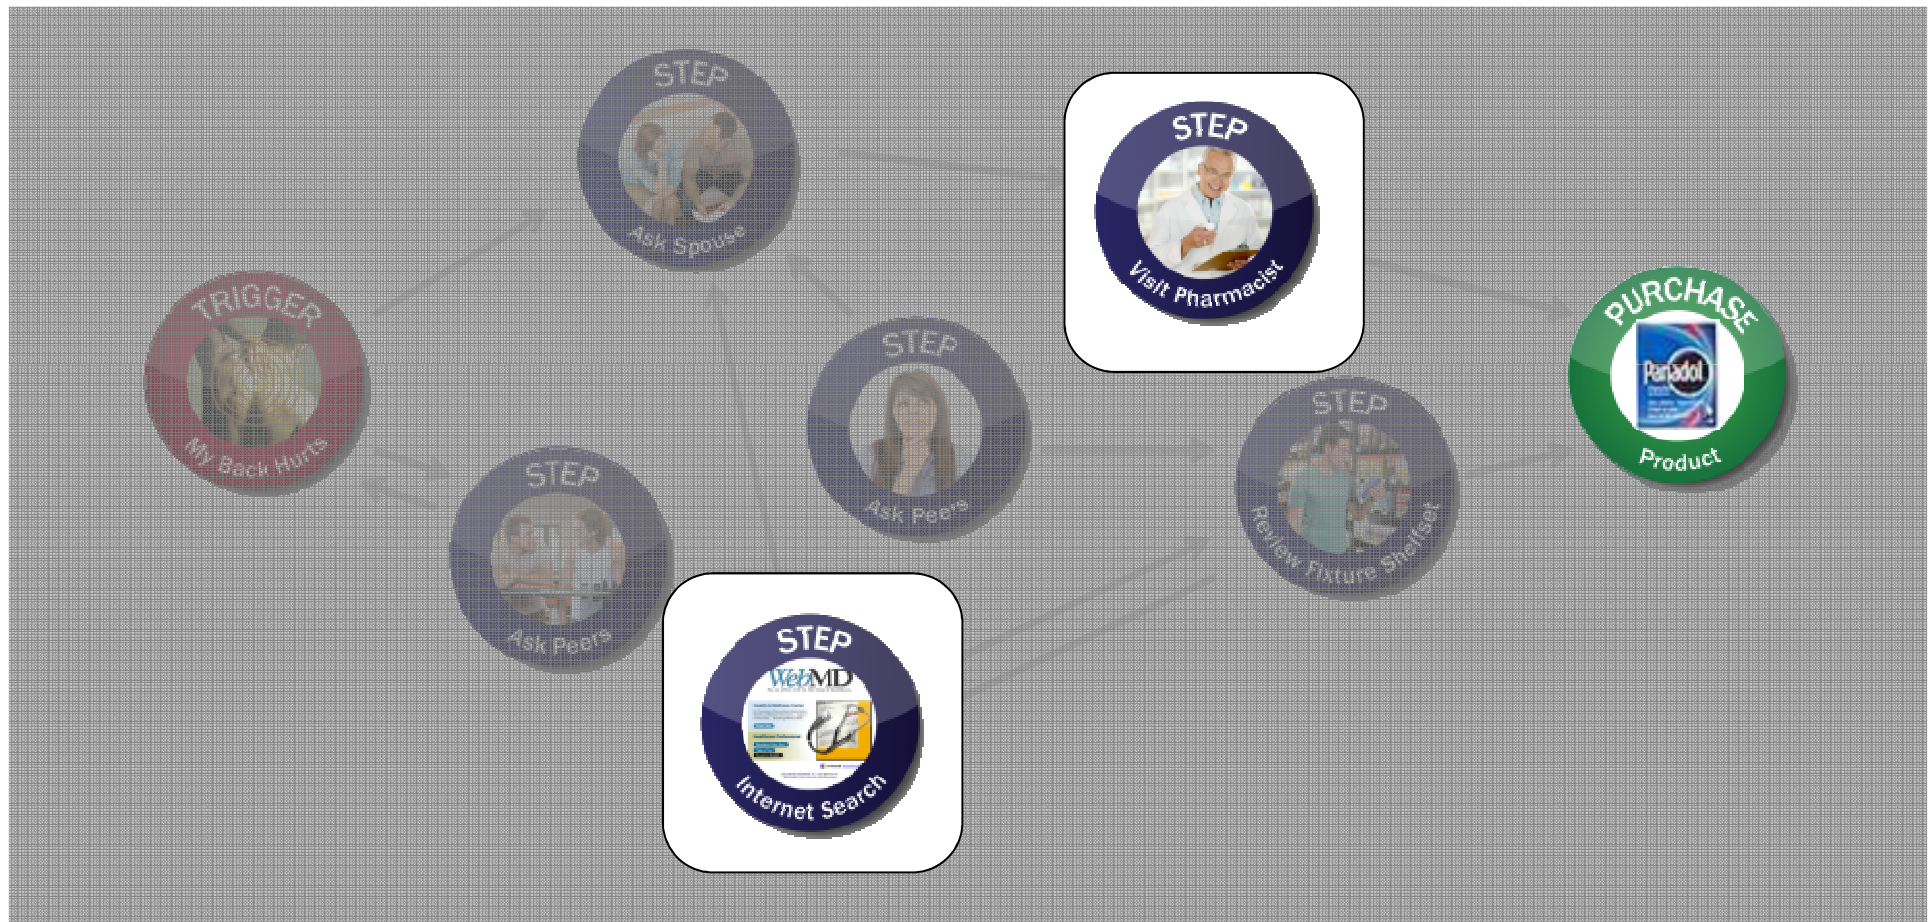 STEP
Ask Spouse
STEP
Visit Pharmacist
TRIGGER
My Back Hurts
STEP
Ask Peers
STEP
Ask Peers
STEP
Review Fixture Shelfset
PURCHASE
Panadol
Product
STEP
WebMD
Internet Search